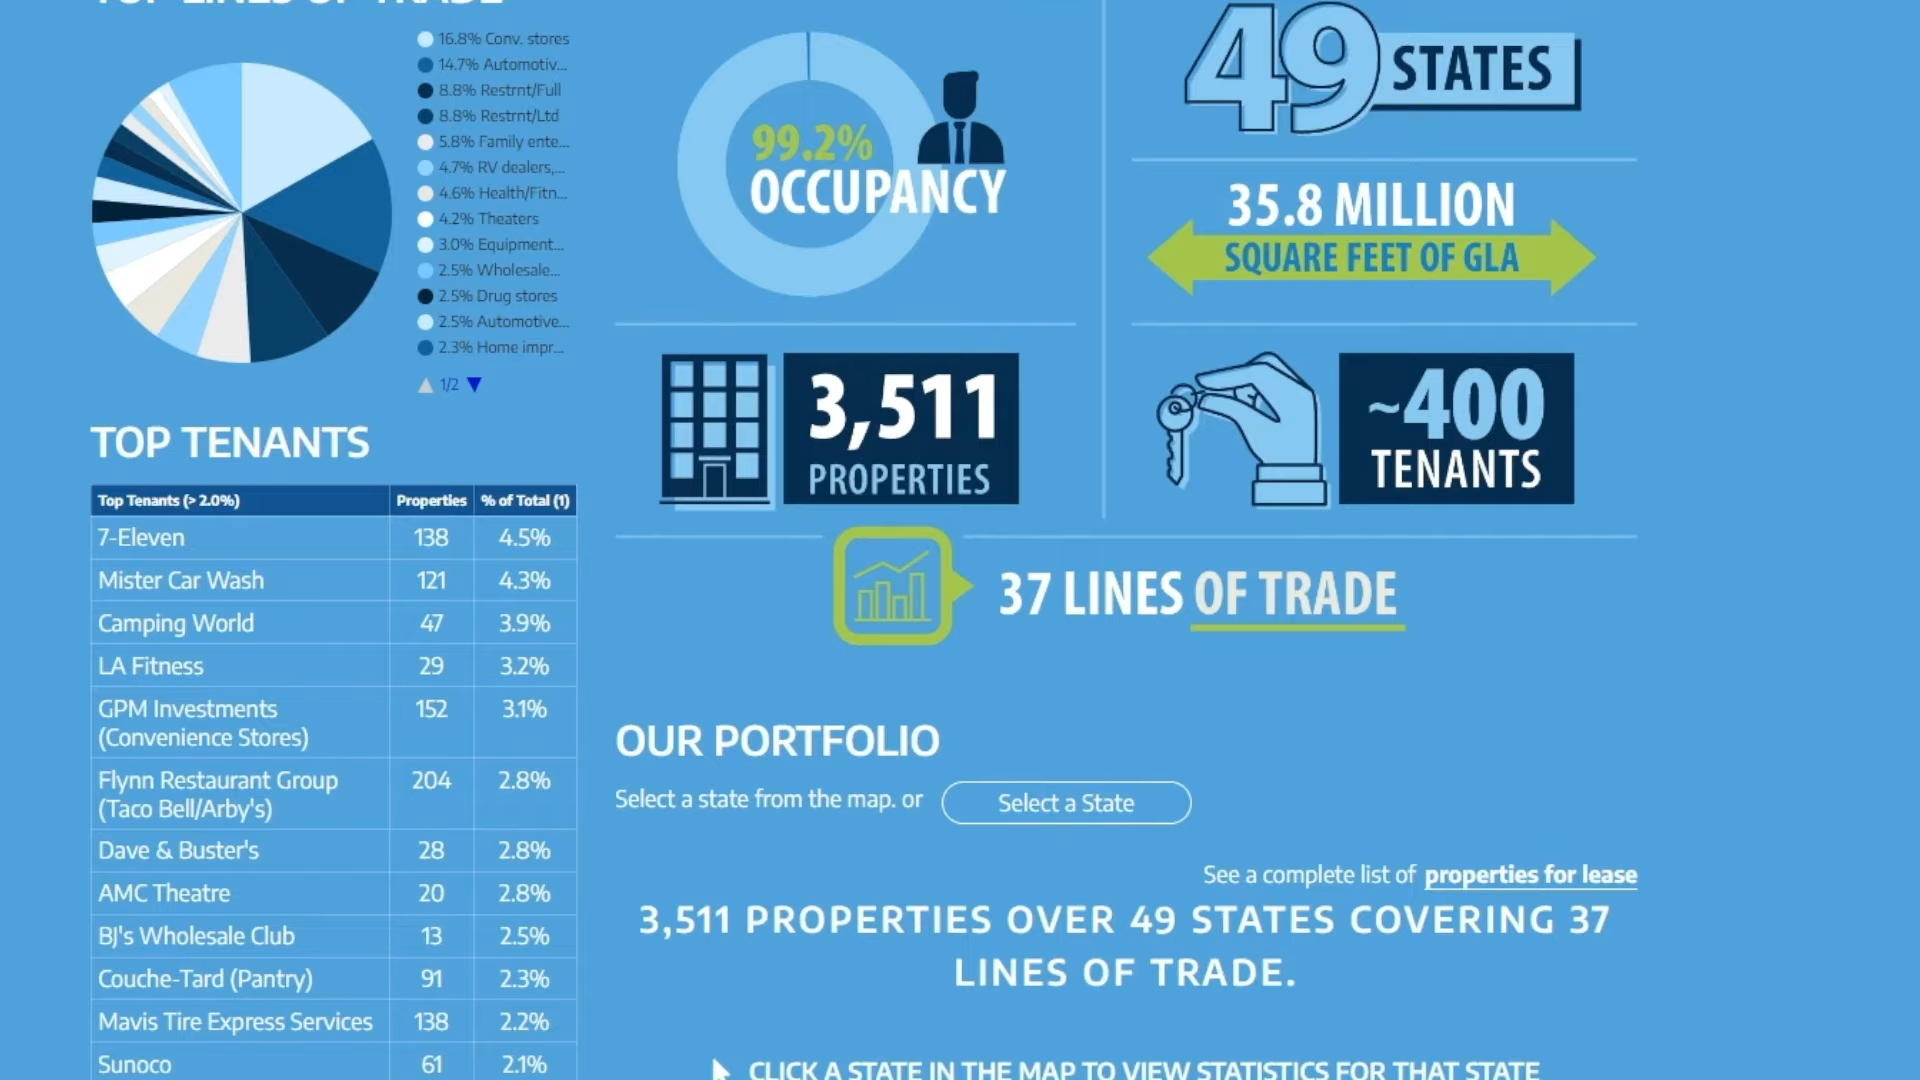 TOP LINES OF TRADE
16.8% Conv. stores
14.7% Automotiv...
8.8% Restrnt/Full
8.8% Restrnt/Ltd
5.8% Family ente...
4.7% RV dealers,...
4.6% Health/Fitn...
4.2% Theaters
3.0% Equipment...
2.5% Wholesale...
2.5% Drug stores
2.5% Automotive...
2.3% Home impr...
1/2
TOP TENANTS
Top Tenants (> 2.0%) Properties % of Total (1)
7-Eleven 138 4.5%
Mister Car Wash 121 4.3%
Camping World 47 3.9%
LA Fitness 29 3.2%
GPM Investments 152 3.1%
(Convenience Stores)
Flynn Restaurant Group 204 2.8%
(Taco Bell/Arby's)
Dave & Buster's 28 2.8%
AMC Theatre 20 2.8%
BJ's Wholesale Club 13 2.5%
Couche-Tard (Pantry) 91 2.3%
Mavis Tire Express Services 138 2.2%
Sunoco 61 2.1%
99.2%
OCCUPANCY
49 STATES
35.8 MILLION
SQUARE FEET OF GLA
3,511
PROPERTIES
~400
TENANTS
37 LINES OF TRADE
OUR PORTFOLIO
Select a state from the map. or Select a State
See a complete list of properties for lease
3,511 PROPERTIES OVER 49 STATES COVERING 37
LINES OF TRADE.
CLICK A STATE IN THE MAP TO VIEW STATISTICS FOR THAT STATE